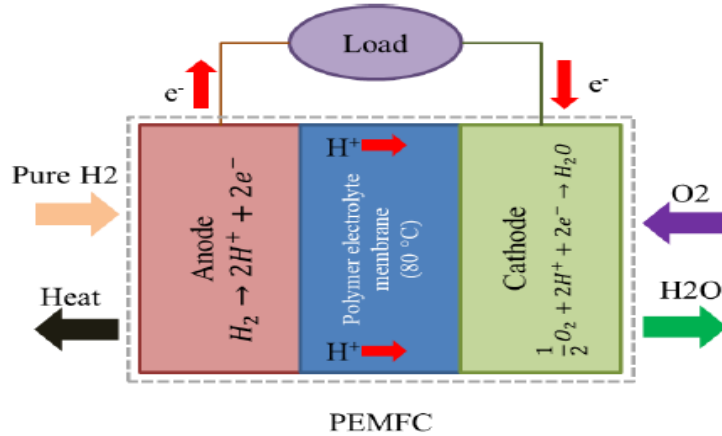 Load
e-
e-
Pure H2
Heat
Anode
H₂ → 2H⁺ + 2e⁻
H+
Polymer electrolyte
membrane
(80 °C)
H+
Cathode
1/2 O₂ + 2H⁺ + 2e⁻ → H₂O
O2
H2O
PEMFC